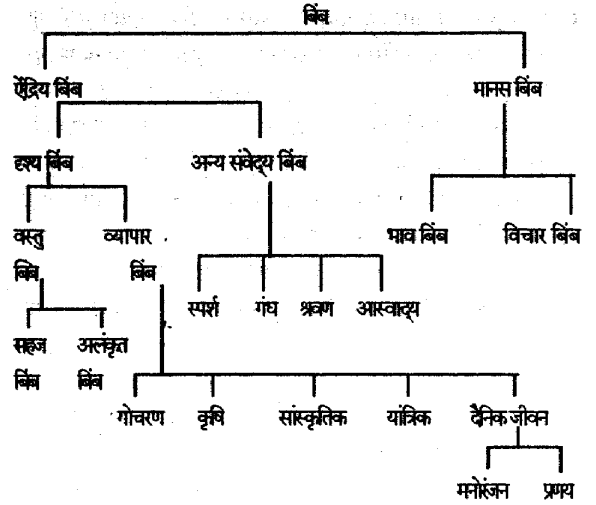 बिंब
ऐंद्रिय बिंब मानस बिंब
दृश्य बिंब अन्य संवेद्य बिंब
वस्तु व्यापार भाव बिंब विचार बिंब
बिंब बिंब
स्पर्श गंघ श्रवण आस्वाद्य
सहज अलंकृत
बिंब बिंब
गोचरण कृषि सांस्कृतिक यांत्रिक दैनिक जीवन
मनोरंजन प्रणय